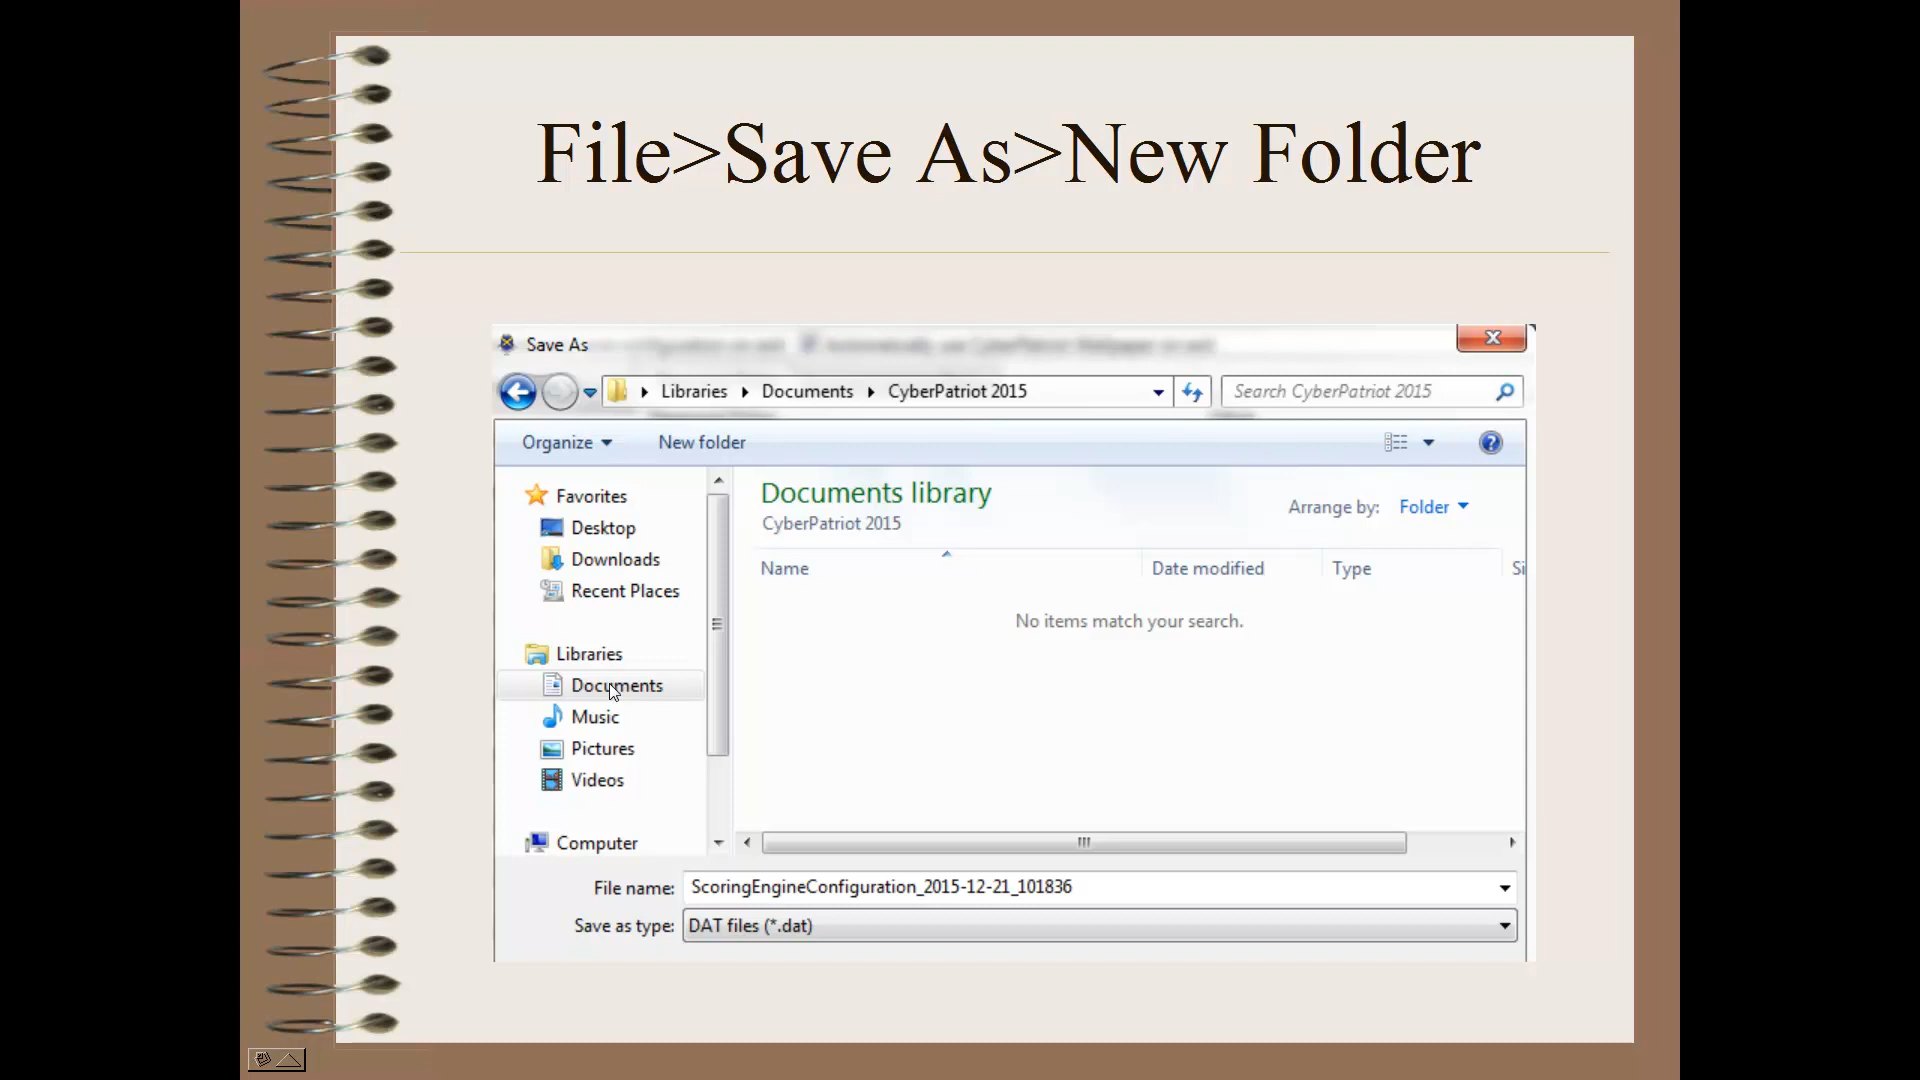 File>Save As>New Folder
Save As
Libraries Documents CyberPatriot 2015 Search CyberPatriot 2015
Organize New folder
Favorites
Desktop
Downloads
Recent Places
Libraries
Documents
Music
Pictures
Videos
Computer
Documents library
CyberPatriot 2015
Arrange by: Folder
Name Date modified Type Si
No items match your search.
File name: ScoringEngineConfiguration_2015-12-21_101836
Save as type: DAT files (*.dat)